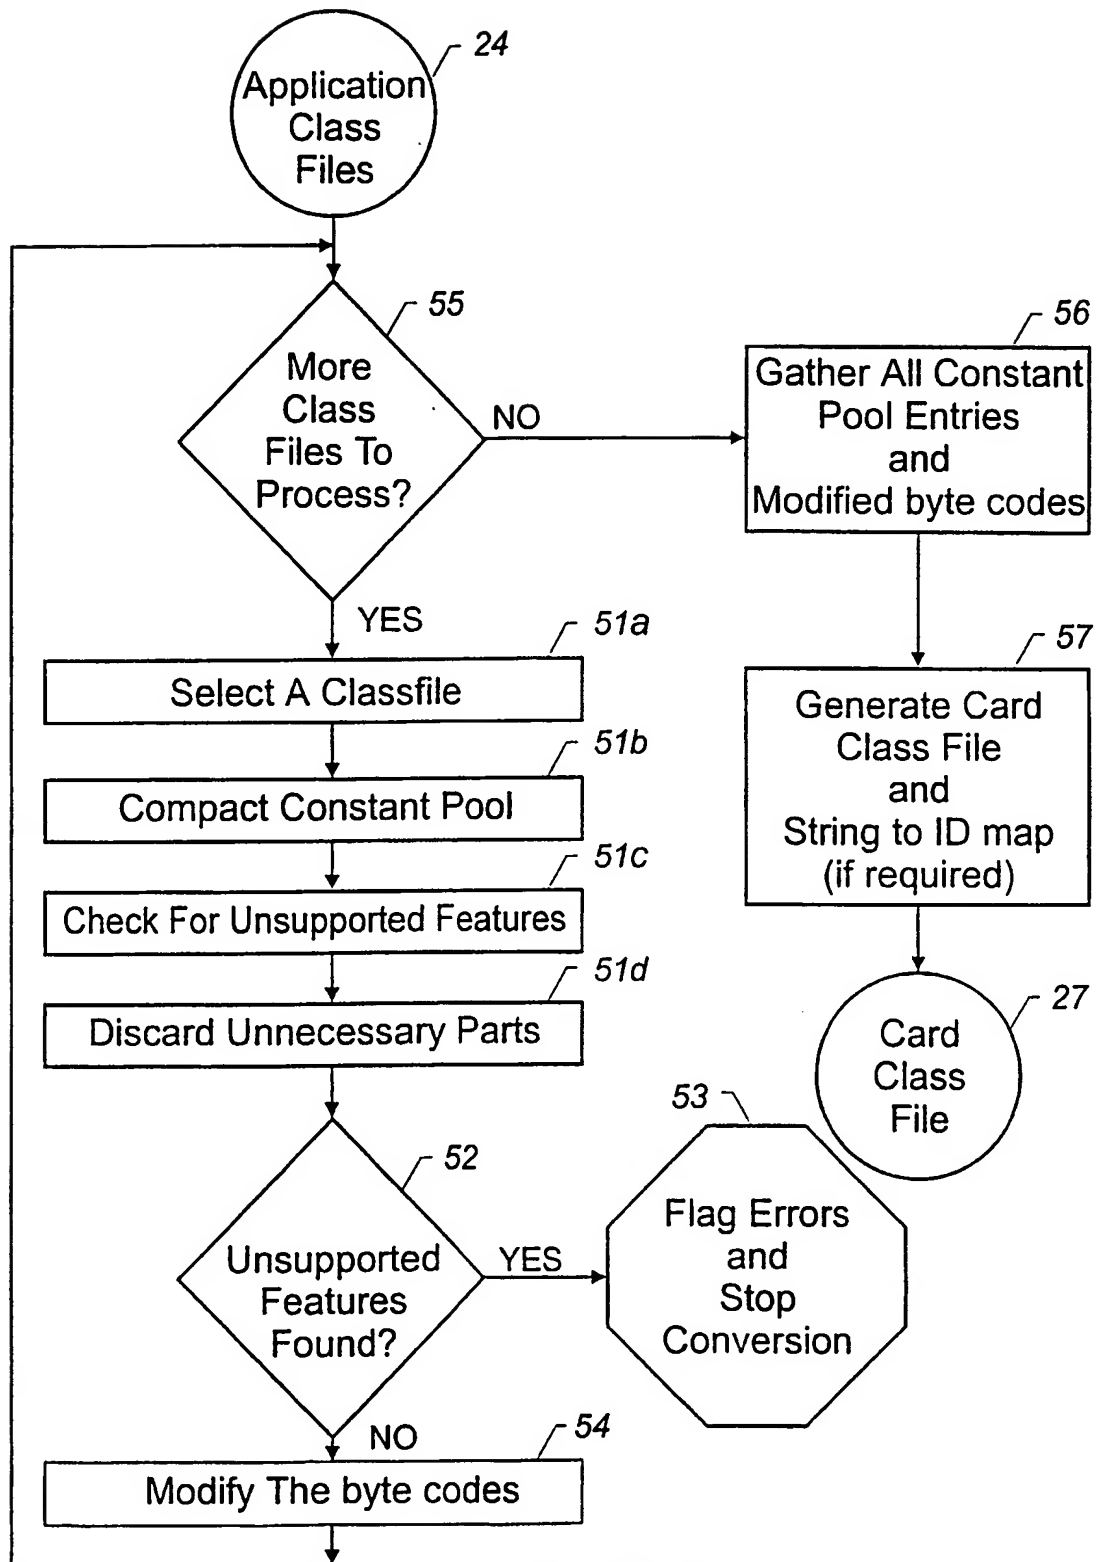 24
Application
Class
Files
55
More
Class
Files To
Process?
NO
YES
56
Gather All Constant
Pool Entries
and
Modified byte codes
51a
Select A Classfile
51b
Compact Constant Pool
51c
Check For Unsupported Features
51d
Discard Unnecessary Parts
57
Generate Card
Class File
and
String to ID map
(if required)
27
Card
Class
File
52
Unsupported
Features
Found?
YES
NO
53
Flag Errors
and
Stop
Conversion
54
Modify The byte codes